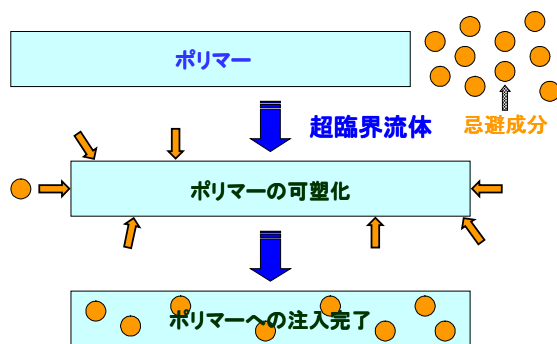 ポリマー
超臨界流体
忌避成分
ポリマーの可塑化
ポリマーへの注入完了